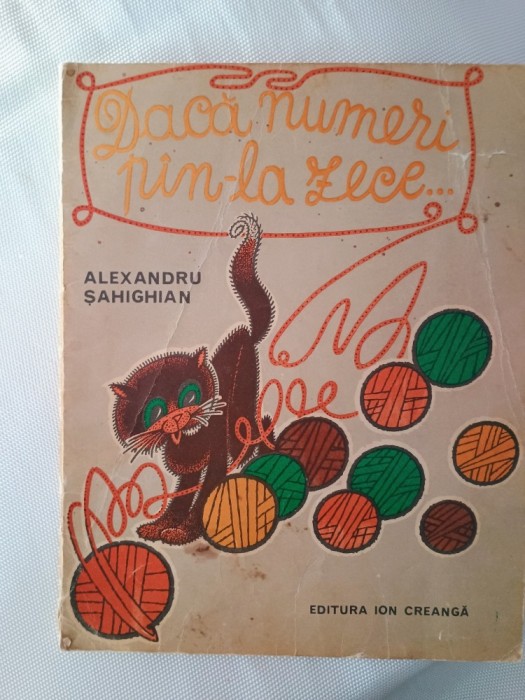 Dacă numeri
pîn-la zece...
ALEXANDRU
ȘAHIGHIAN
EDITURA ION CREANGĂ